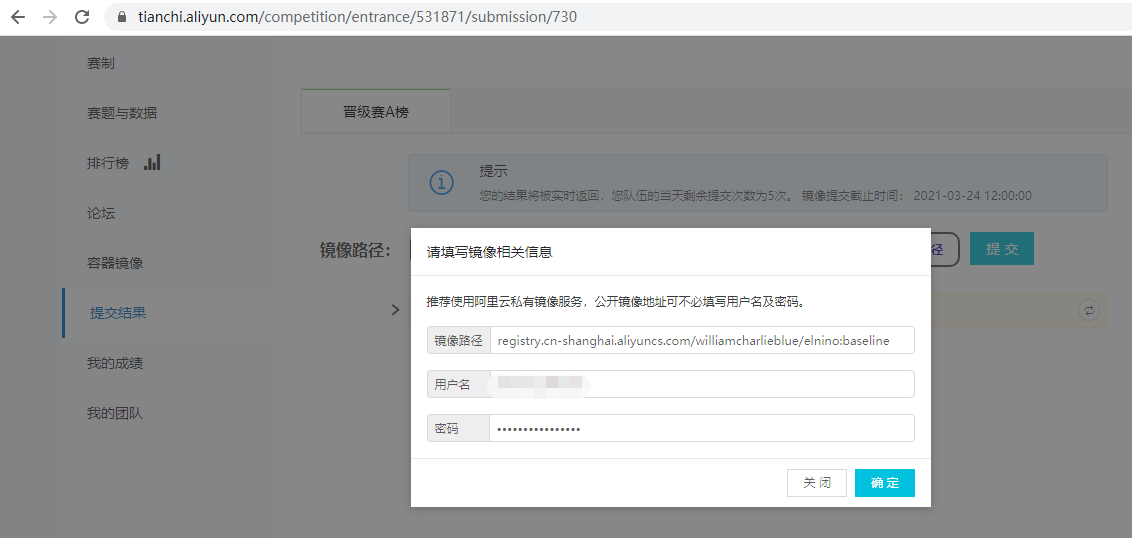 tianchi.aliyun.com/competition/entrance/531871/submission/730
赛制
赛题与数据
排行榜
论坛
容器镜像
提交结果
我的成绩
我的团队
晋级赛A榜
提示
您的结果将被实时返回，您队伍的当天剩余提交次数为5次。 镜像提交截止时间： 2021-03-24 12:00:00
镜像路径：
径
提 交
请填写镜像相关信息
推荐使用阿里云私有镜像服务，公开镜像地址可不必填写用户名及密码。
镜像路径 registry.cn-shanghai.aliyuncs.com/williamcharlieblue/elnino:baseline
用户名
密码 ••••••••••••••••
关 闭 确 定